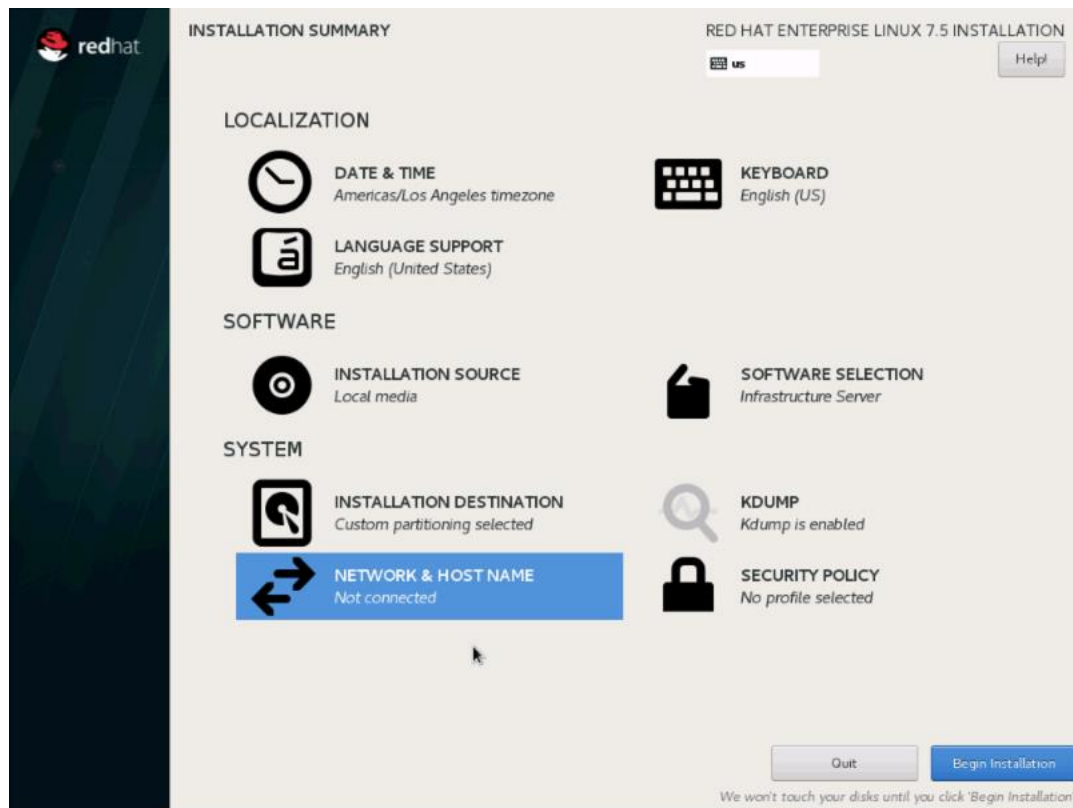 redhat
INSTALLATION SUMMARY
RED HAT ENTERPRISE LINUX 7.5 INSTALLATION
us
Help!
LOCALIZATION
DATE & TIME
Americas/Los Angeles timezone
KEYBOARD
English (US)
LANGUAGE SUPPORT
English (United States)
á
SOFTWARE
INSTALLATION SOURCE
Local media
SOFTWARE SELECTION
Infrastructure Server
SYSTEM
INSTALLATION DESTINATION
Custom partitioning selected
KDUMP
Kdump is enabled
NETWORK & HOST NAME
Not connected
SECURITY POLICY
No profile selected
Quit
Begin Installation
We won't touch your disks until you click 'Begin Installation'